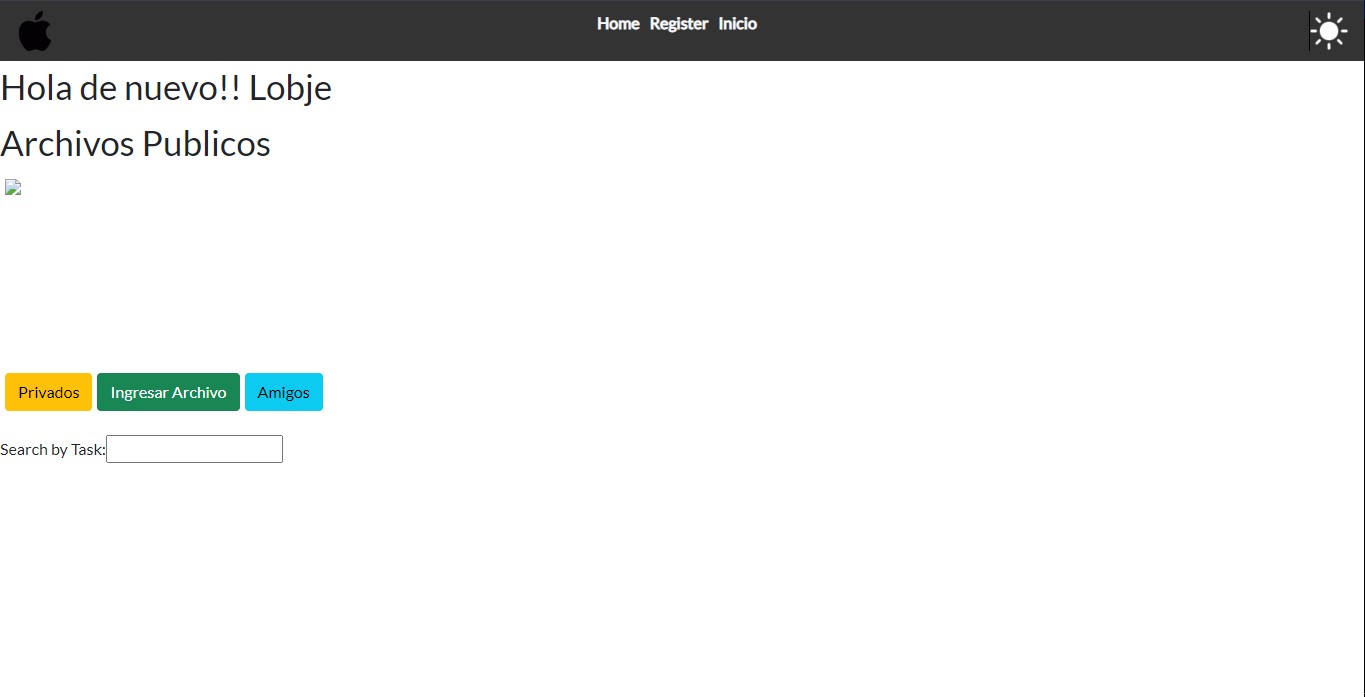 Home Register Inicio
Hola de nuevo!! Lobje
Archivos Publicos
Privados Ingresar Archivo Amigos
Search by Task: